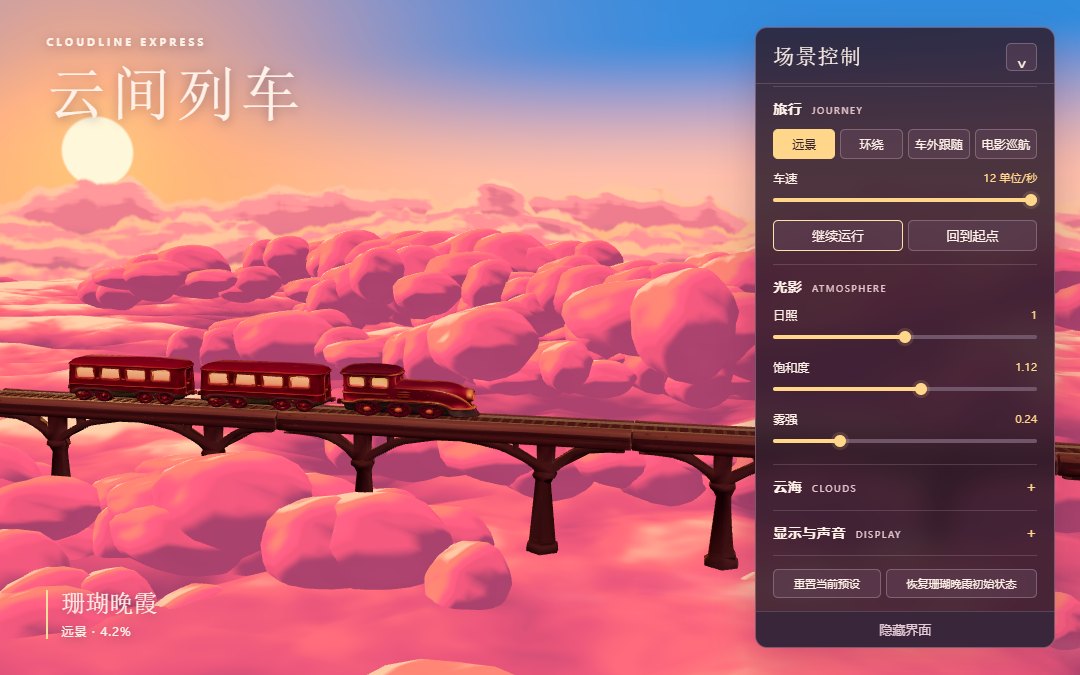 CLOUDLINE EXPRESS
云间列车
场景控制
v
旅行 JOURNEY
远景 环绕 车外跟随 电影巡航
车速 12 单位/秒
继续运行 回到起点
光影 ATMOSPHERE
日照 1
饱和度 1.12
雾强 0.24
云海 CLOUDS +
显示与声音 DISPLAY +
重置当前预设 恢复珊瑚晚霞初始状态
隐藏界面
珊瑚晚霞
远景 · 4.2%